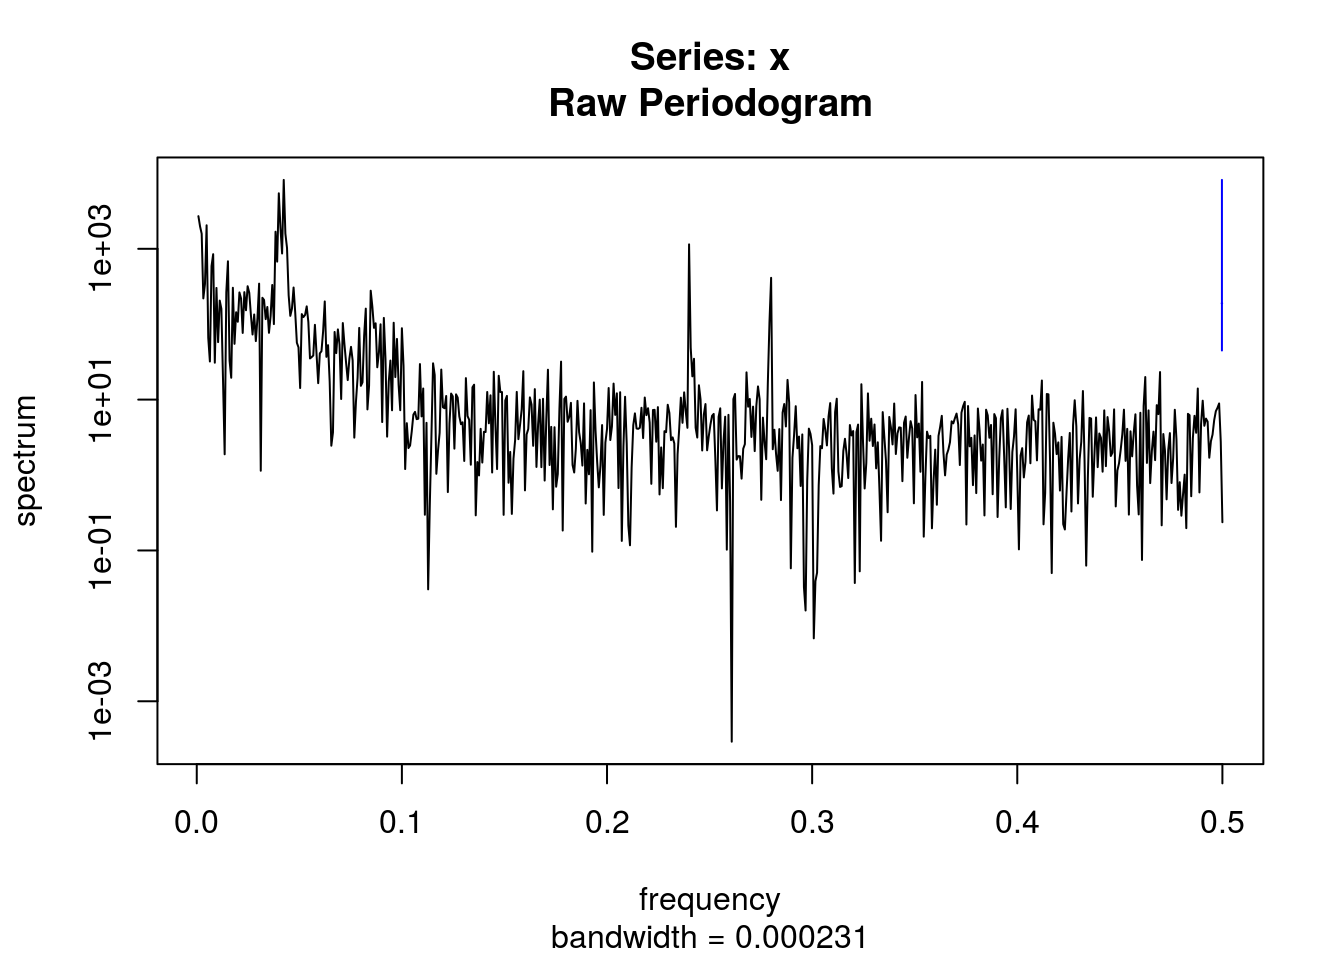 Series: x
Raw Periodogram
spectrum
1e+03
1e+01
1e-01
1e-03
0.0 0.1 0.2 0.3 0.4 0.5
frequency
bandwidth = 0.000231